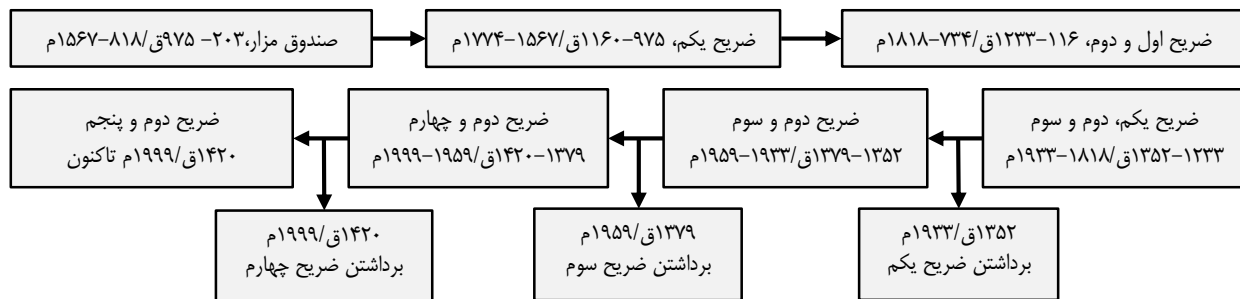 صندوق مزار،۲۰۳- ۹۷۵ق/۸۱۸-۱۵۶۷م
ضریح یکم، ۹۷۵-۱۱۶۰ق/۱۵۶۷-۱۷۷۴م
ضریح اول و دوم، ۱۱۶-۱۲۳۳ق/۷۳۴-۱۸۱۸م
ضریح یکم، دوم و سوم
۱۲۳۳-۱۳۵۲ق/۱۸۱۸-۱۹۳۳م
ضریح دوم و سوم
۱۳۵۲-۱۳۷۹ق/۱۹۳۳-۱۹۵۹م
ضریح دوم و چهارم
۱۳۷۹-۱۴۲۰ق/۱۹۵۹-۱۹۹۹م
ضریح دوم و پنجم
۱۴۲۰ق/۱۹۹۹م تاکنون
۱۳۵۲ق/۱۹۳۳م
برداشتن ضریح یکم
۱۳۷۹ق/۱۹۵۹م
برداشتن ضریح سوم
۱۴۲۰ق/۱۹۹۹م
برداشتن ضریح چهارم